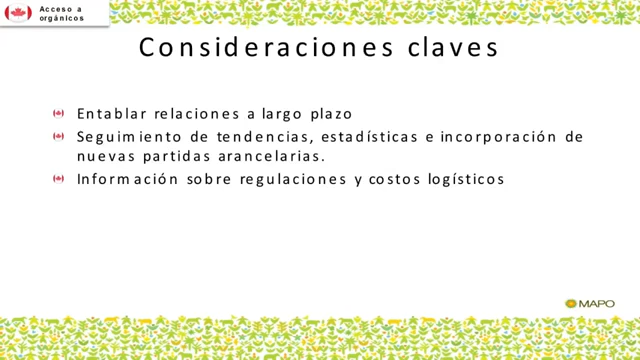 Acceso a
orgánicos
Consideraciones claves
Entablar relaciones a largo plazo
Seguimiento de tendencias, estadísticas e incorporación de
nuevas partidas arancelarias.
Información sobre regulaciones y costos logísticos
MAPO